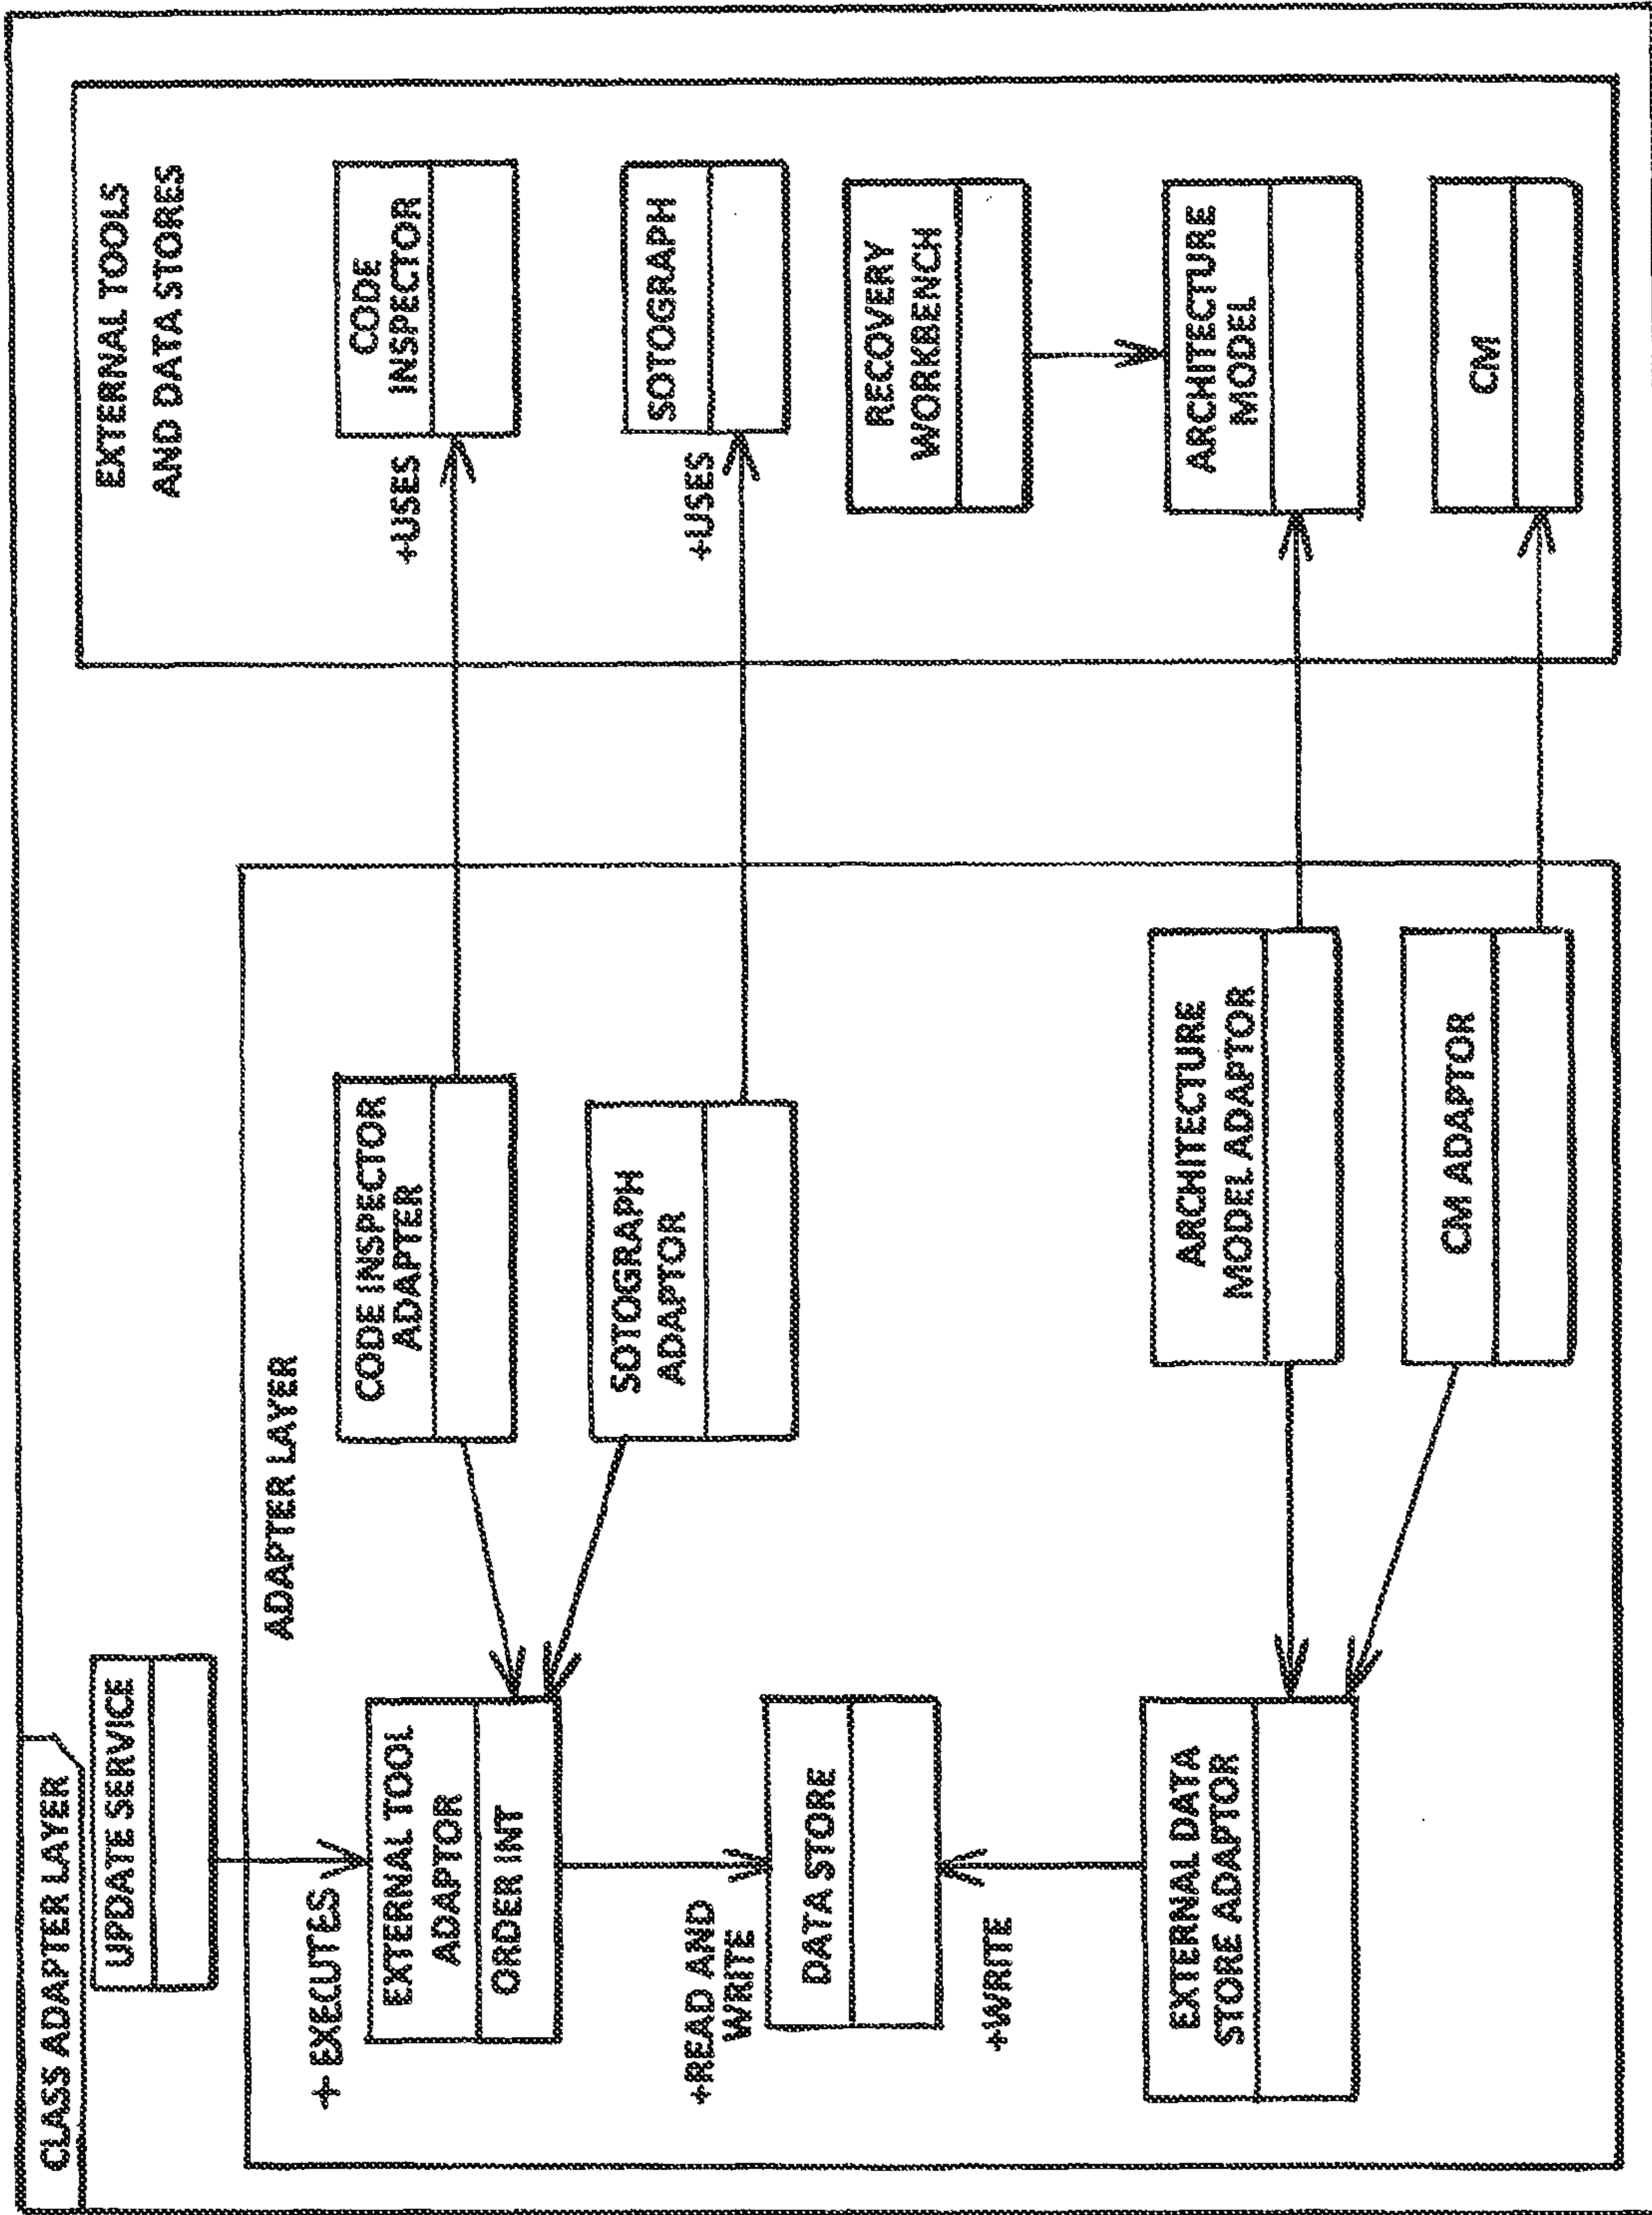 CLASS ADAPTER LAYER
UPDATE SERVICE
ADAPTER LAYER
+ EXECUTES
EXTERNAL TOOL
ADAPTOR
ORDER INT
CODE INSPECTOR
ADAPTER
SOTOGRAPH
ADAPTOR
+READ AND
WRITE
DATA STORE
+WRITE
EXTERNAL DATA
STORE ADAPTOR
ARCHITECTURE
MODEL ADAPTOR
CM ADAPTOR
EXTERNAL TOOLS
AND DATA STORES
+USES
CODE
INSPECTOR
+USES
SOTOGRAPH
RECOVERY
WORKBENCH
ARCHITECTURE
MODEL
CM